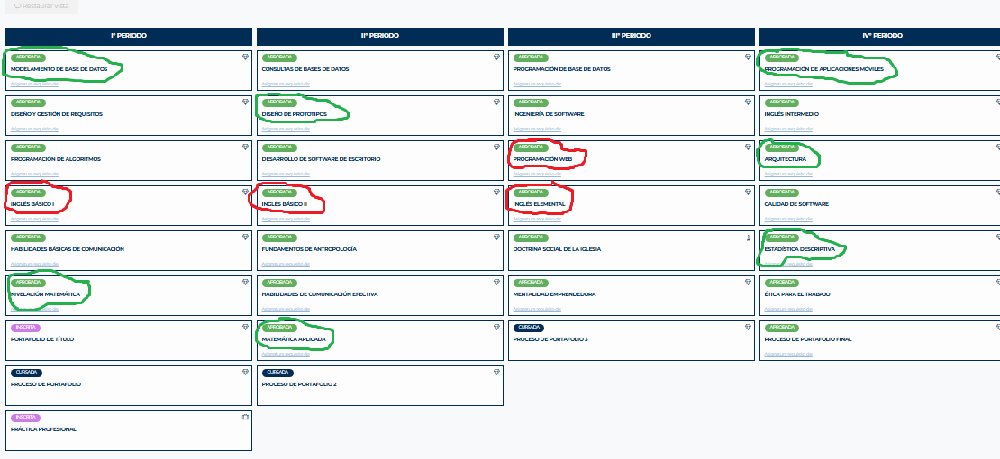 Restaurar vista
Iº PERIODO
APROBADA
MODELAMIENTO DE BASE DE DATOS
Asignatura requisito de:
APROBADA
DISEÑO Y GESTIÓN DE REQUISITOS
Asignatura requisito de:
APROBADA
PROGRAMACIÓN DE ALGORITMOS
Asignatura requisito de:
APROBADA
INGLÉS BÁSICO I
Asignatura requisito de:
APROBADA
HABILIDADES BÁSICAS DE COMUNICACIÓN
Asignatura requisito de:
APROBADA
NIVELACIÓN MATEMÁTICA
Asignatura requisito de:
INSCRITA
PORTAFOLIO DE TÍTULO
CURSADA
PROCESO DE PORTAFOLIO
INSCRITA
PRÁCTICA PROFESIONAL
IIº PERIODO
APROBADA
CONSULTAS DE BASES DE DATOS
Asignatura requisito de:
APROBADA
DISEÑO DE PROTOTIPOS
Asignatura requisito de:
APROBADA
DESARROLLO DE SOFTWARE DE ESCRITORIO
Asignatura requisito de:
APROBADA
INGLÉS BÁSICO II
Asignatura requisito de:
APROBADA
FUNDAMENTOS DE ANTROPOLOGÍA
Asignatura requisito de:
APROBADA
HABILIDADES DE COMUNICACIÓN EFECTIVA
Asignatura requisito de:
APROBADA
MATEMÁTICA APLICADA
Asignatura requisito de:
CURSADA
PROCESO DE PORTAFOLIO 2
IIIº PERIODO
APROBADA
PROGRAMACIÓN DE BASE DE DATOS
Asignatura requisito de:
APROBADA
INGENIERÍA DE SOFTWARE
Asignatura requisito de:
APROBADA
PROGRAMACIÓN WEB
Asignatura requisito de:
APROBADA
INGLÉS ELEMENTAL
Asignatura requisito de:
APROBADA
DOCTRINA SOCIAL DE LA IGLESIA
Asignatura requisito de:
APROBADA
MENTALIDAD EMPRENDEDORA
Asignatura requisito de:
CURSADA
PROCESO DE PORTAFOLIO 3
IVº PERIODO
APROBADA
PROGRAMACIÓN DE APLICACIONES MÓVILES
Asignatura requisito de:
APROBADA
INGLÉS INTERMEDIO
Asignatura requisito de:
APROBADA
ARQUITECTURA
Asignatura requisito de:
APROBADA
CALIDAD DE SOFTWARE
Asignatura requisito de:
APROBADA
ESTADÍSTICA DESCRIPTIVA
Asignatura requisito de:
APROBADA
ÉTICA PARA EL TRABAJO
Asignatura requisito de:
APROBADA
PROCESO DE PORTAFOLIO FINAL
Asignatura requisito de: